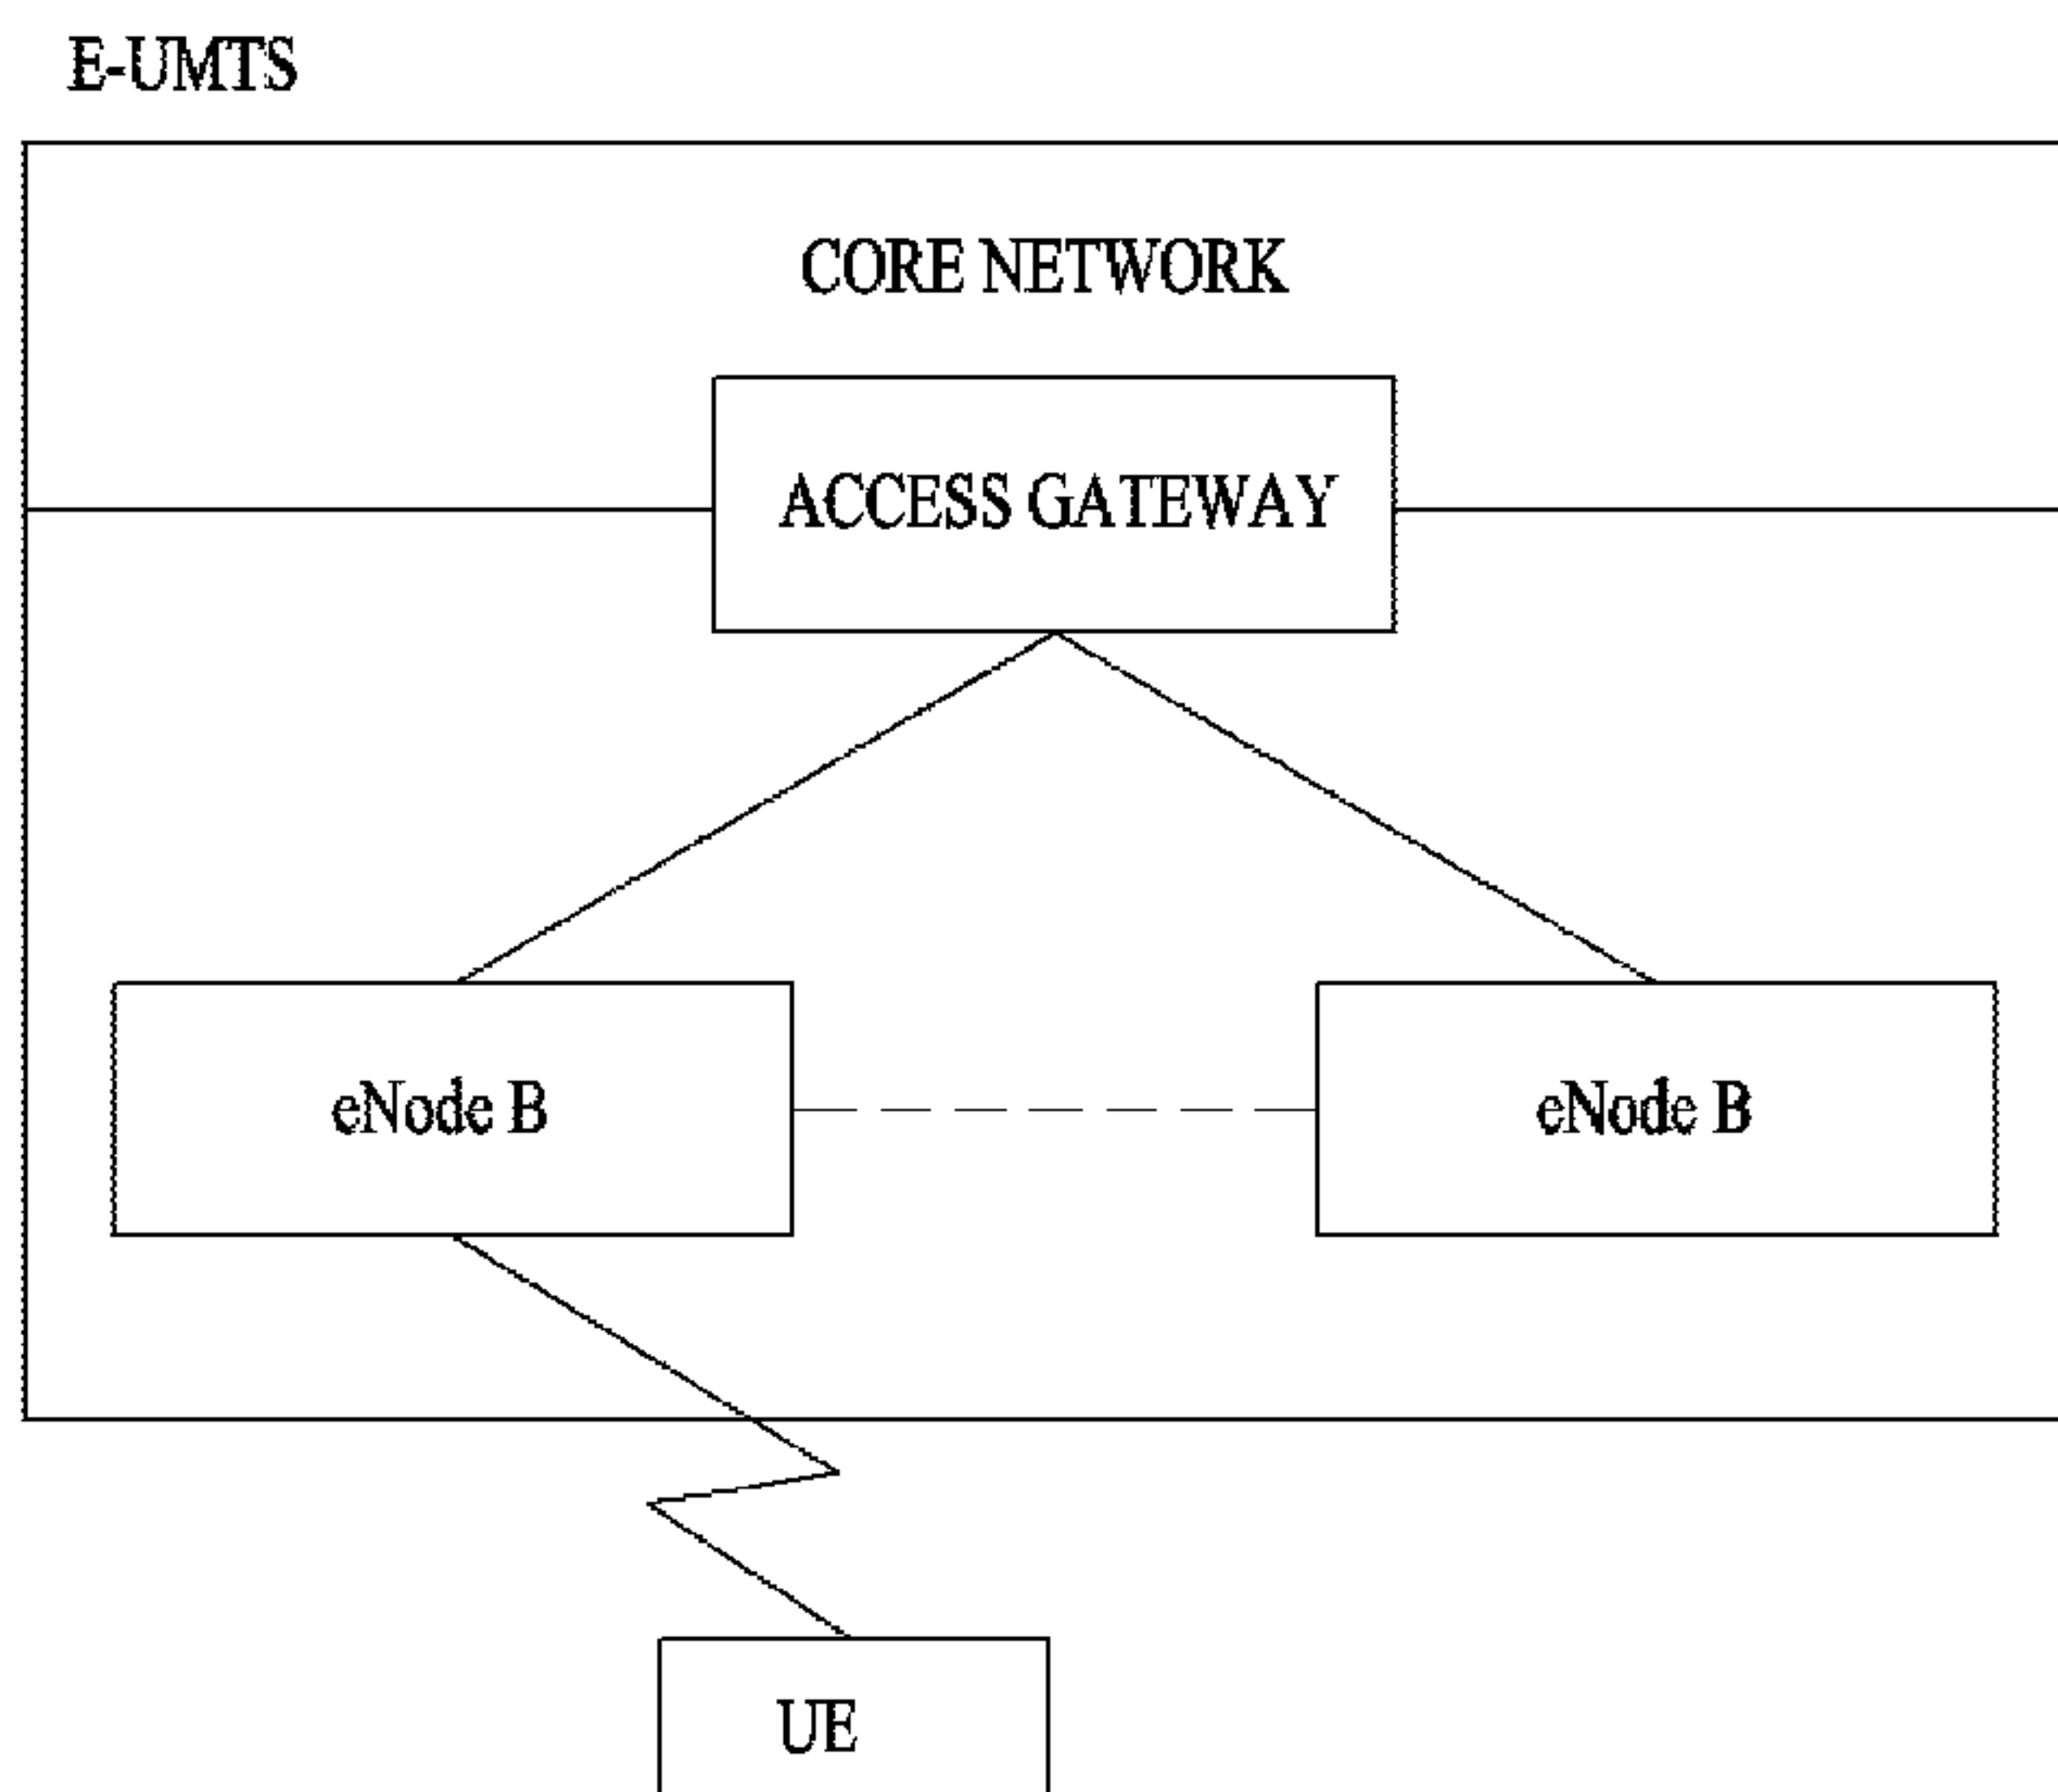 E-UMTS
CORE NETWORK
ACCESS GATEWAY
eNode B
eNode B
UE